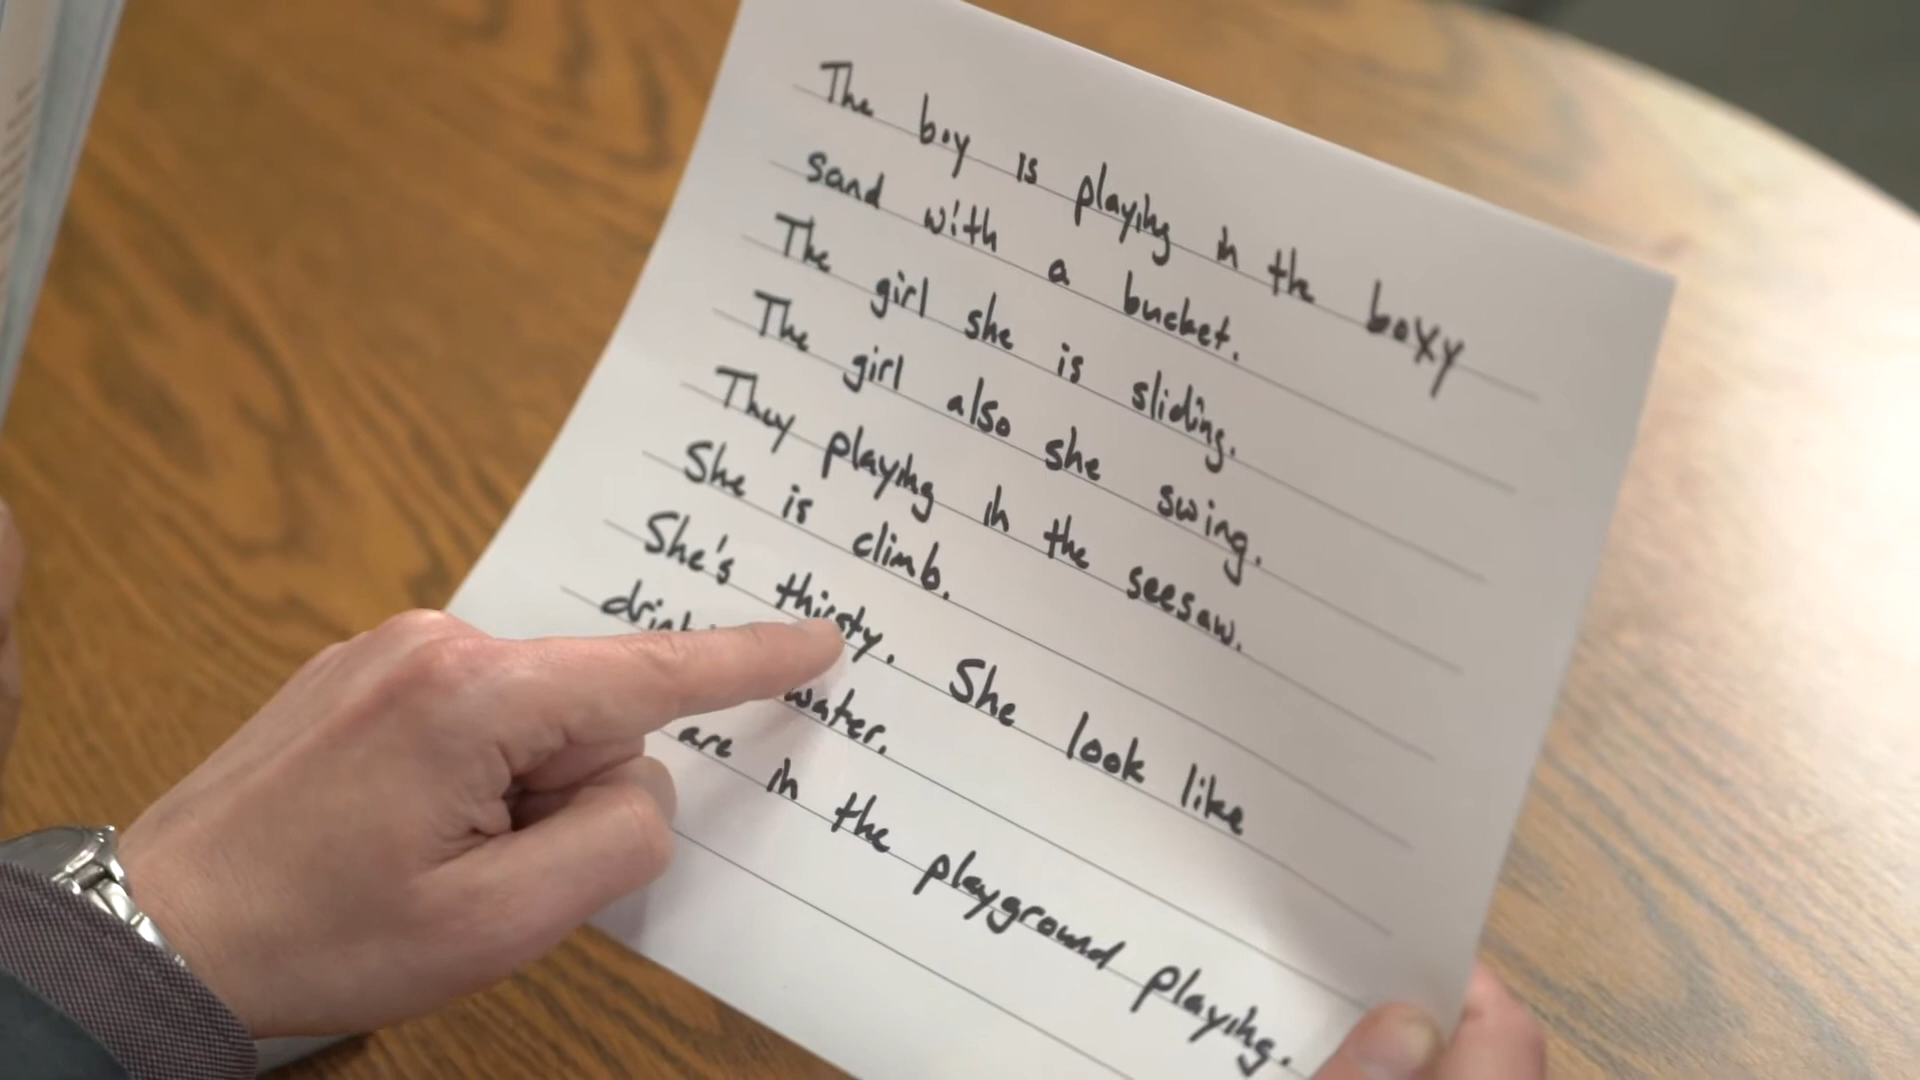 The boy is playing in the boxy
sand with a bucket.
The girl she is sliding.
The girl also she swing.
They playing in the seesaw.
She is climb.
She's thirsty. She look like
water.
are in the playground playing.